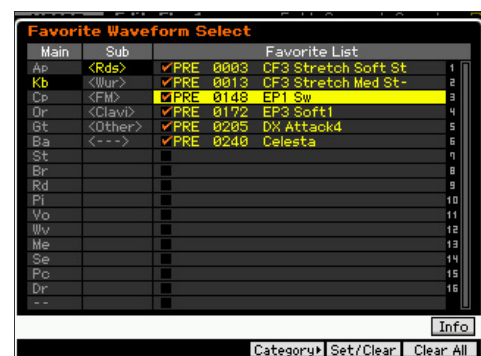 Favorite Waveform Select
Main Sub Favorite List
Ap <Rds> PRE 0003 CF3 Stretch Soft St 1
Kb <Wur> PRE 0013 CF3 Stretch Med St- 2
Cp <FM> PRE 0148 EP1 Sw 3
Or <Clavi> PRE 0172 EP3 Soft1 4
Gt <Other> PRE 0205 DX Attack4 5
Ba <---> PRE 0240 Celesta 6
St 7
Br 8
Rd 9
Pi 10
Vo 11
Wv 12
Me 13
Se 14
Pc 15
Dr 16
--
Info
Category Set/Clear Clear All